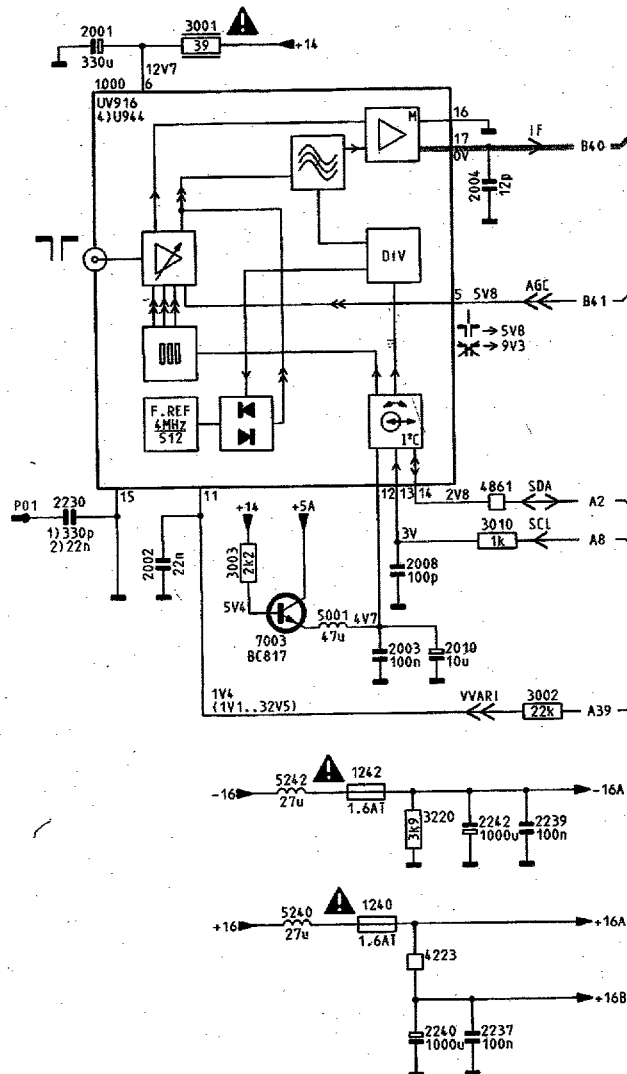 2001
330u
3001
39
+14
12V7
1000 6
UV916
4)U944
M
16
17
0V
IF
B40
2004
12p
DIV
5 5V8
AGC
B41
→5V8
→9V3
F.REF
4MHz
512
I²C
15
11
12 13 14
2V8
4861
SDA
A2
P01
2230
1)330p
2)22n
2002
22n
+14
+5A
3003
2k2
3V
3010
1k
SCL
A8
2008
100p
5V4
7003
BC817
5001
47u
4V7
2003
100n
2010
10u
1V4
(1V1..32V5)
VVARI
3002
22k
A39
-16
5242
27u
1242
1.6AT
-16A
3220
3k9
2242
1000u
2239
100n
+16
5240
27u
1240
1.6AT
+16A
4223
+16B
2240
1000u
2237
100n